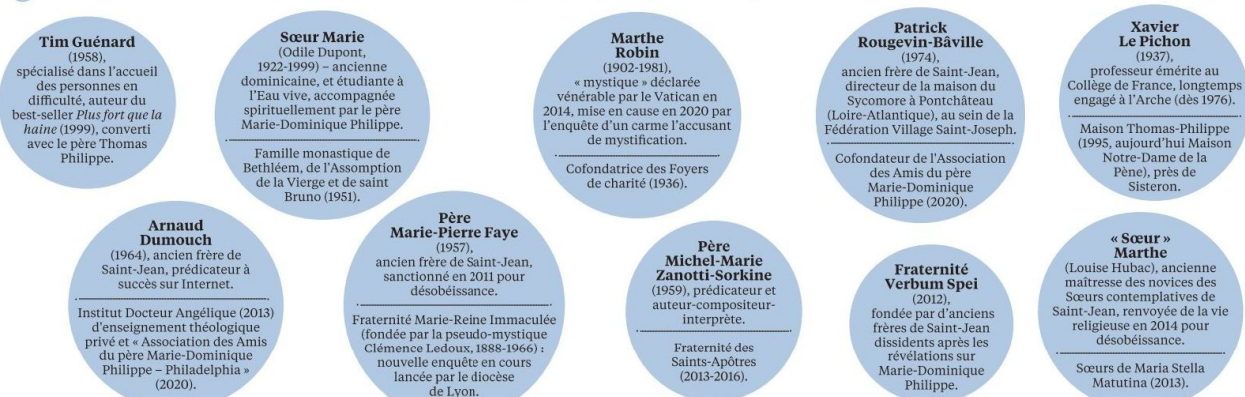 Tim Guénard
(1958),
spécialisé dans l'accueil
des personnes en
difficulté, auteur du
best-seller Plus fort que la
haine (1999), converti
avec le père Thomas
Philippe.
Sœur Marie
(Odile Dupont,
1922-1999) – ancienne
dominicaine, et étudiante à
l'Eau vive, accompagnée
spirituellement par le père
Marie-Dominique Philippe.
Famille monastique de
Bethléem, de l'Assomption
de la Vierge et de saint
Bruno (1951).
Marthe
Robin
(1902-1981),
« mystique » déclarée
vénérable par le Vatican en
2014, mise en cause en 2020 par
l'enquête d'un carme l'accusant
de mystification.
Cofondatrice des Foyers
de charité (1936).
Patrick
Rougevin-Bâville
(1974),
ancien frère de Saint-Jean,
directeur de la maison du
Sycomore à Pontchâteau
(Loire-Atlantique), au sein de la
Fédération Village Saint-Joseph.
Cofondateur de l'Association
des Amis du père
Marie-Dominique
Philippe (2020).
Xavier
Le Pichon
(1937),
professeur émérite au
Collège de France, longtemps
engagé à l'Arche (dès 1976).
Maison Thomas-Philippe
(1995, aujourd'hui Maison
Notre-Dame de la
Pène), près de
Sisteron.
Arnaud
Dumouch
(1964), ancien frère de
Saint-Jean, prédicateur à
succès sur Internet.
Institut Docteur Angélique (2013)
d'enseignement théologique
privé et « Association des Amis
du père Marie-Dominique
Philippe – Philadelphia »
(2020).
Père
Marie-Pierre Faye
(1957),
ancien frère de Saint-Jean,
sanctionné en 2011 pour
désobéissance.
Fraternité Marie-Reine Immaculée
(fondée par la pseudo-mystique
Clémence Ledoux, 1888-1966) :
nouvelle enquête en cours
lancée par le diocèse
de Lyon.
Père
Michel-Marie
Zanotti-Sorkine
(1959), prédicateur et
auteur-compositeur-
interprète.
Fraternité des
Saints-Apôtres
(2013-2016).
Fraternité
Verbum Spei
(2012),
fondée par d'anciens
frères de Saint-Jean
dissidents après les
révélations sur
Marie-Dominique
Philippe.
« Sœur »
Marthe
(Louise Hubac), ancienne
maîtresse des novices des
Sœurs contemplatives de
Saint-Jean, renvoyée de la vie
religieuse en 2014 pour
désobéissance.
Sœurs de Maria Stella
Matutina (2013).